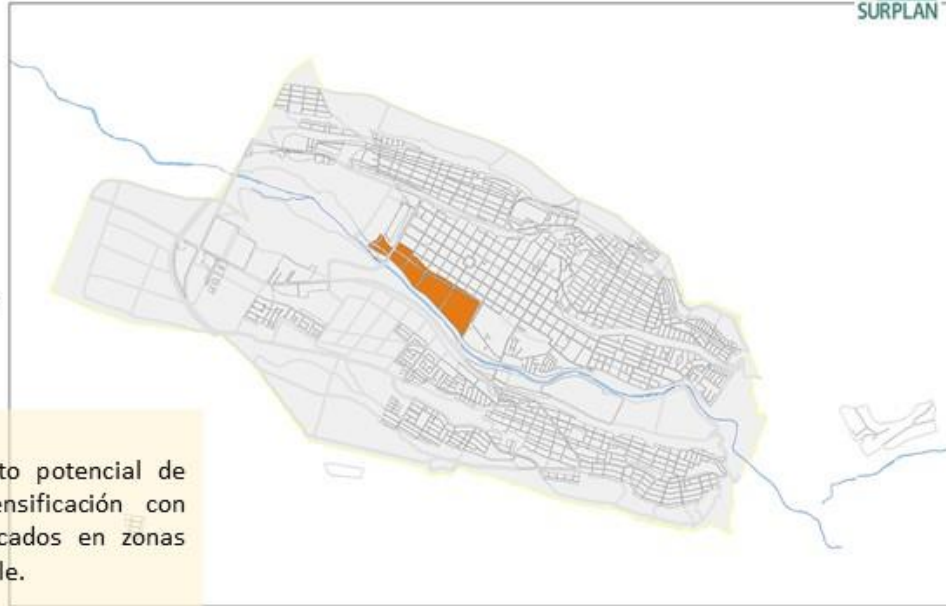 SURPLAN
to potencial de
ensificación con
cados en zonas
le.